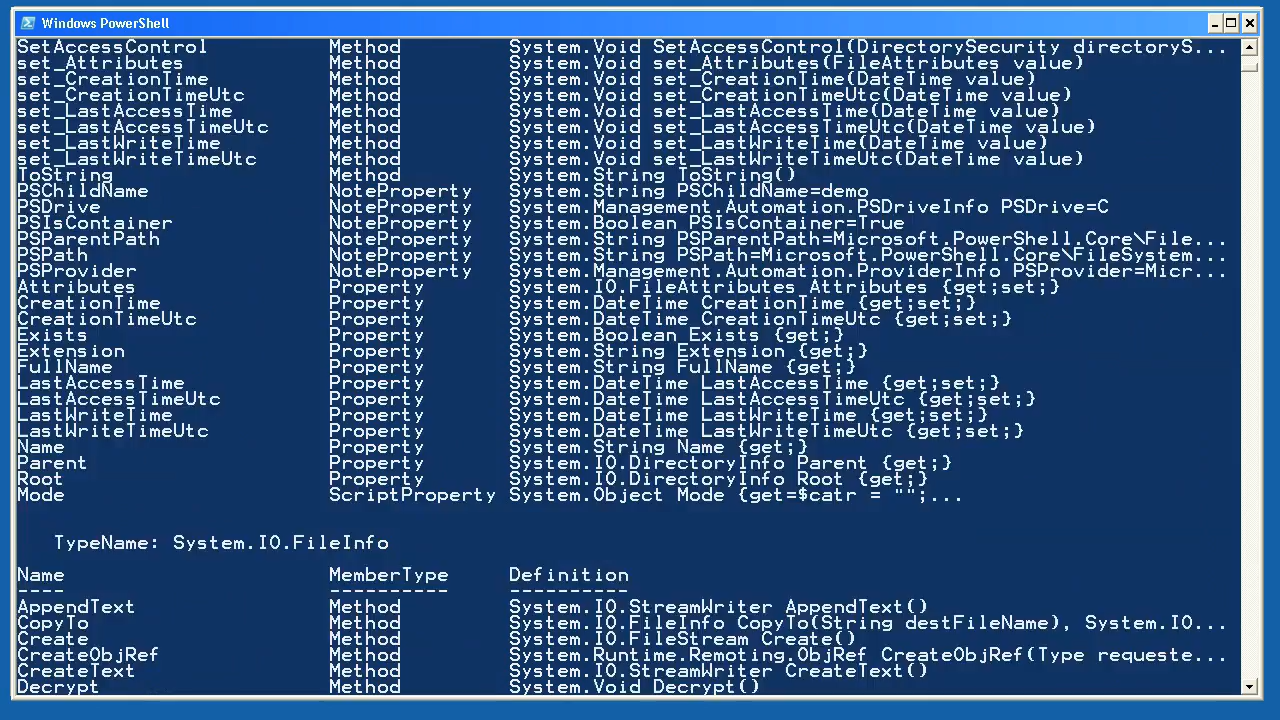 Windows PowerShell
SetAccessControl Method System.Void SetAccessControl(DirectorySecurity directoryS...
set_Attributes Method System.Void set_Attributes(FileAttributes value)
set_CreationTime Method System.Void set_CreationTime(DateTime value)
set_CreationTimeUtc Method System.Void set_CreationTimeUtc(DateTime value)
set_LastAccessTime Method System.Void set_LastAccessTime(DateTime value)
set_LastAccessTimeUtc Method System.Void set_LastAccessTimeUtc(DateTime value)
set_LastWriteTime Method System.Void set_LastWriteTime(DateTime value)
set_LastWriteTimeUtc Method System.Void set_LastWriteTimeUtc(DateTime value)
ToString Method System.String ToString()
PSChildName NoteProperty System.String PSChildName=demo
PSDrive NoteProperty System.Management.Automation.PSDriveInfo PSDrive=C
PSIsContainer NoteProperty System.Boolean PSIsContainer=True
PSParentPath NoteProperty System.String PSParentPath=Microsoft.PowerShell.Core\File...
PSPath NoteProperty System.String PSPath=Microsoft.PowerShell.Core\FileSystem...
PSProvider NoteProperty System.Management.Automation.ProviderInfo PSProvider=Micr...
Attributes Property System.IO.FileAttributes Attributes {get;set;}
CreationTime Property System.DateTime CreationTime {get;set;}
CreationTimeUtc Property System.DateTime CreationTimeUtc {get;set;}
Exists Property System.Boolean Exists {get;}
Extension Property System.String Extension {get;}
FullName Property System.String FullName {get;}
LastAccessTime Property System.DateTime LastAccessTime {get;set;}
LastAccessTimeUtc Property System.DateTime LastAccessTimeUtc {get;set;}
LastWriteTime Property System.DateTime LastWriteTime {get;set;}
LastWriteTimeUtc Property System.DateTime LastWriteTimeUtc {get;set;}
Name Property System.String Name {get;}
Parent Property System.IO.DirectoryInfo Parent {get;}
Root Property System.IO.DirectoryInfo Root {get;}
Mode ScriptProperty System.Object Mode {get=$catr = "";...
TypeName: System.IO.FileInfo
Name MemberType Definition
---- ---------- ----------
AppendText Method System.IO.StreamWriter AppendText()
CopyTo Method System.IO.FileInfo CopyTo(String destFileName), System.IO...
Create Method System.IO.FileStream Create()
CreateObjRef Method System.Runtime.Remoting.ObjRef CreateObjRef(Type requeste...
CreateText Method System.IO.StreamWriter CreateText()
Decrypt Method System.Void Decrypt()